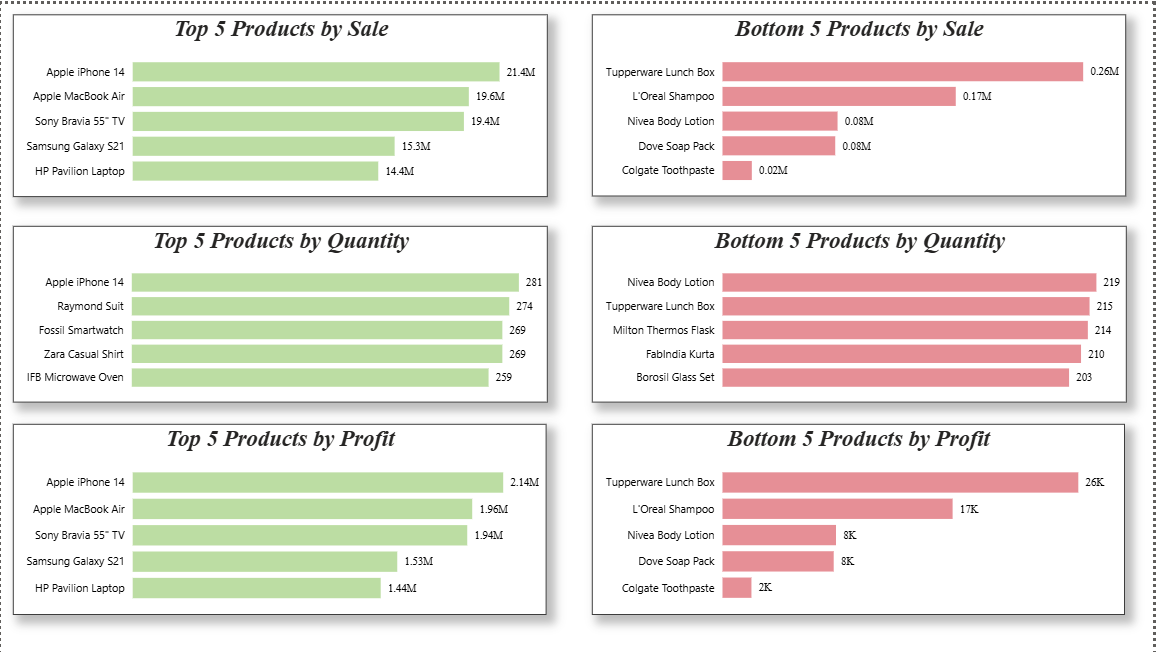 Top 5 Products by Sale
Apple iPhone 14 21.4M
Apple MacBook Air 19.6M
Sony Bravia 55" TV 19.4M
Samsung Galaxy S21 15.3M
HP Pavilion Laptop 14.4M
Bottom 5 Products by Sale
Tupperware Lunch Box 0.26M
L'Oreal Shampoo 0.17M
Nivea Body Lotion 0.08M
Dove Soap Pack 0.08M
Colgate Toothpaste 0.02M
Top 5 Products by Quantity
Apple iPhone 14 281
Raymond Suit 274
Fossil Smartwatch 269
Zara Casual Shirt 269
IFB Microwave Oven 259
Bottom 5 Products by Quantity
Nivea Body Lotion 219
Tupperware Lunch Box 215
Milton Thermos Flask 214
FabIndia Kurta 210
Borosil Glass Set 203
Top 5 Products by Profit
Apple iPhone 14 2.14M
Apple MacBook Air 1.96M
Sony Bravia 55" TV 1.94M
Samsung Galaxy S21 1.53M
HP Pavilion Laptop 1.44M
Bottom 5 Products by Profit
Tupperware Lunch Box 26K
L'Oreal Shampoo 17K
Nivea Body Lotion 8K
Dove Soap Pack 8K
Colgate Toothpaste 2K